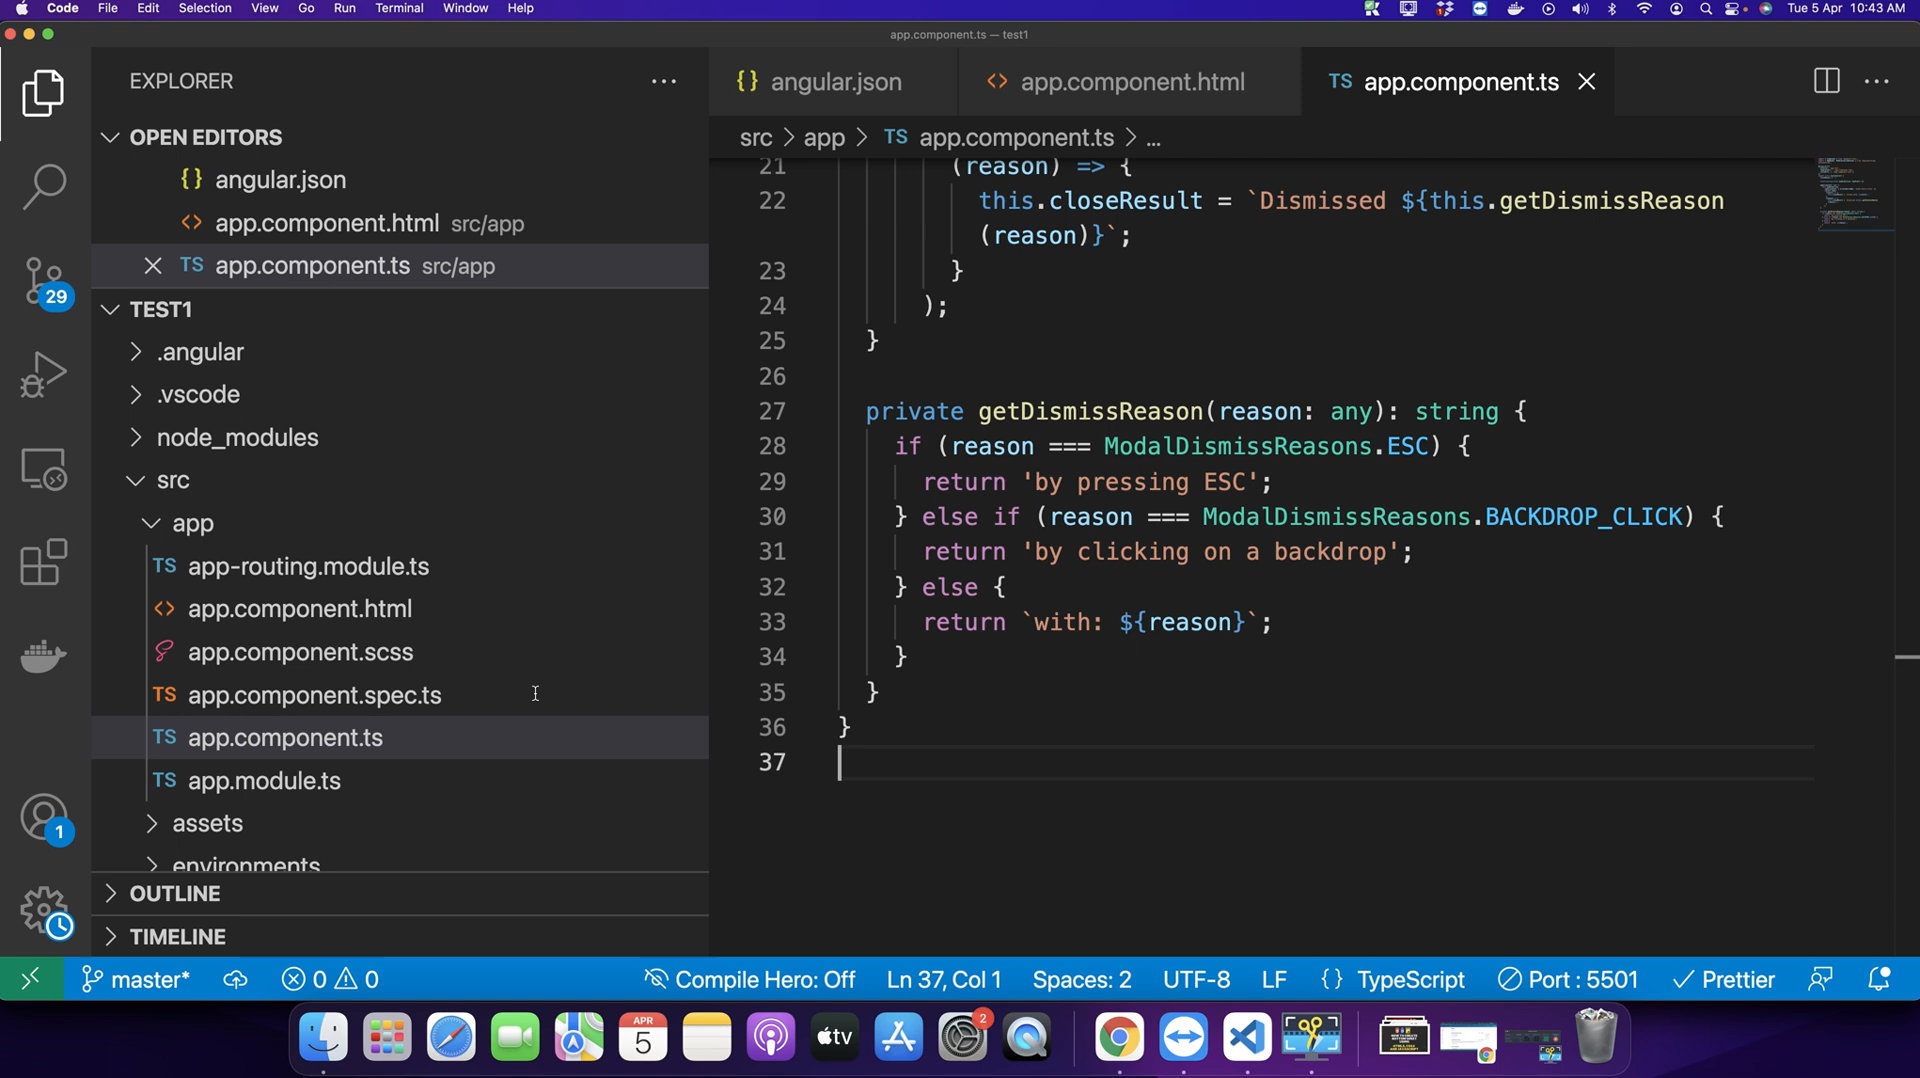 Code File Edit Selection View Go Run Terminal Window Help
Tue 5 Apr 10:43 AM
app.component.ts — test1
EXPLORER
OPEN EDITORS
{} angular.json
<> app.component.html src/app
TS app.component.ts src/app
TEST1
.angular
.vscode
node_modules
src
app
TS app-routing.module.ts
<> app.component.html
app.component.scss
TS app.component.spec.ts
TS app.component.ts
TS app.module.ts
assets
environments
OUTLINE
TIMELINE
29
1
{} angular.json
<> app.component.html
TS app.component.ts
src > app > TS app.component.ts > ...
21 (reason) => {
22 this.closeResult = `Dismissed ${this.getDismissReason
(reason)}`;
23 }
24 );
25 }
26
27 private getDismissReason(reason: any): string {
28 if (reason === ModalDismissReasons.ESC) {
29 return 'by pressing ESC';
30 } else if (reason === ModalDismissReasons.BACKDROP_CLICK) {
31 return 'by clicking on a backdrop';
32 } else {
33 return `with: ${reason}`;
34 }
35 }
36 }
37
master* 0 0 Compile Hero: Off Ln 37, Col 1 Spaces: 2 UTF-8 LF {} TypeScript Port : 5501 Prettier
APR
5
tv
2